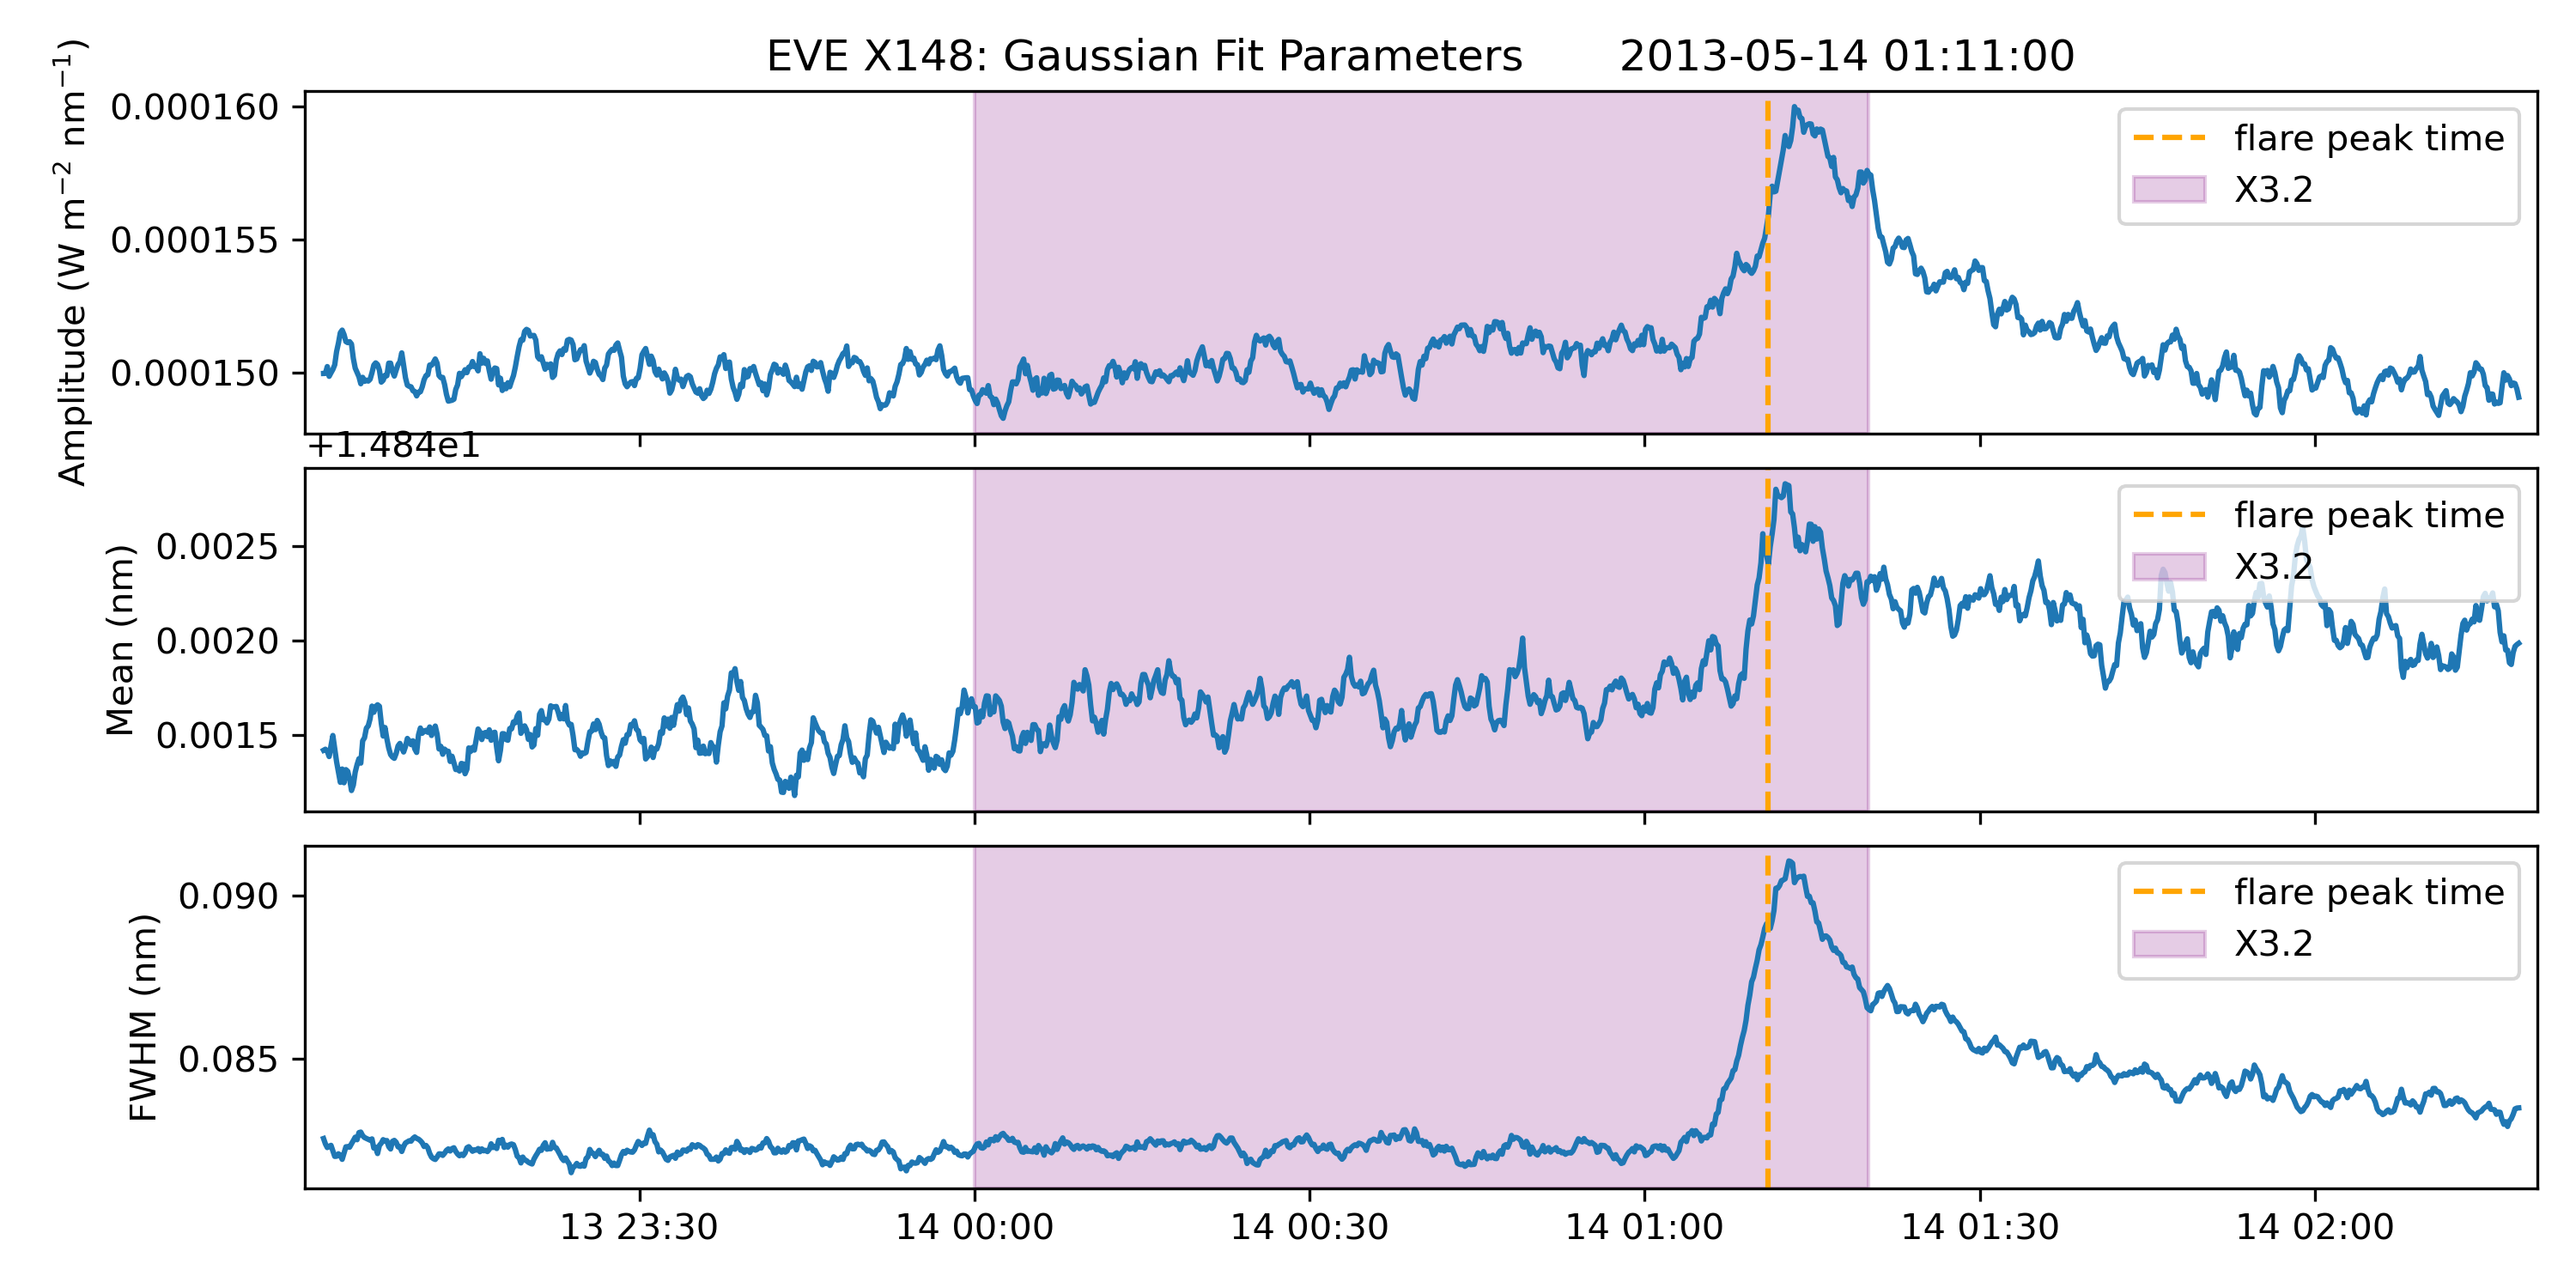 EVE X148: Gaussian Fit Parameters 2013-05-14 01:11:00
Amplitude (W m⁻² nm⁻¹)
0.000160
0.000155
0.000150
flare peak time
X3.2
+1.484e1
Mean (nm)
0.0025
0.0020
0.0015
flare peak time
X3.2
FWHM (nm)
0.090
0.085
flare peak time
X3.2
13 23:30 14 00:00 14 00:30 14 01:00 14 01:30 14 02:00